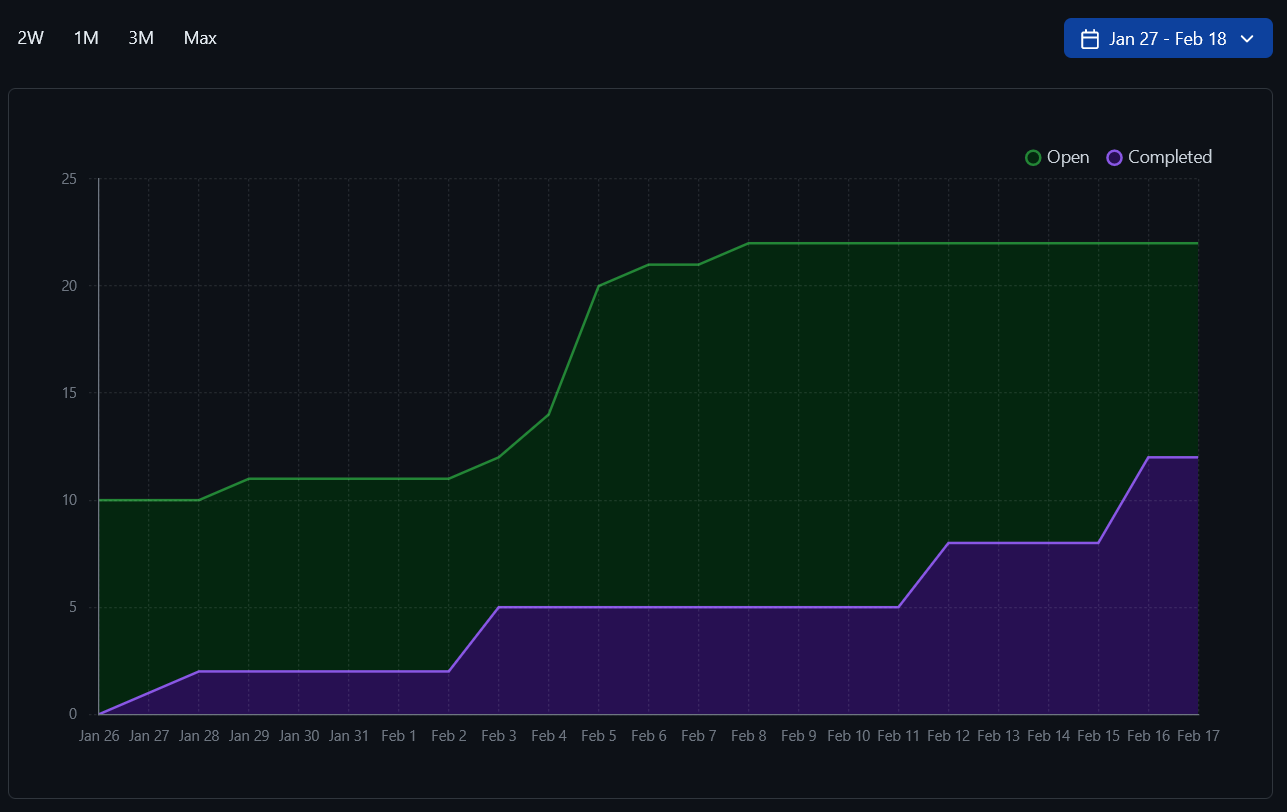 2W 1M 3M Max Jan 27 - Feb 18
Open Completed
25
20
15
10
5
0
Jan 26 Jan 27 Jan 28 Jan 29 Jan 30 Jan 31 Feb 1 Feb 2 Feb 3 Feb 4 Feb 5 Feb 6 Feb 7 Feb 8 Feb 9 Feb 10 Feb 11 Feb 12 Feb 13 Feb 14 Feb 15 Feb 16 Feb 17